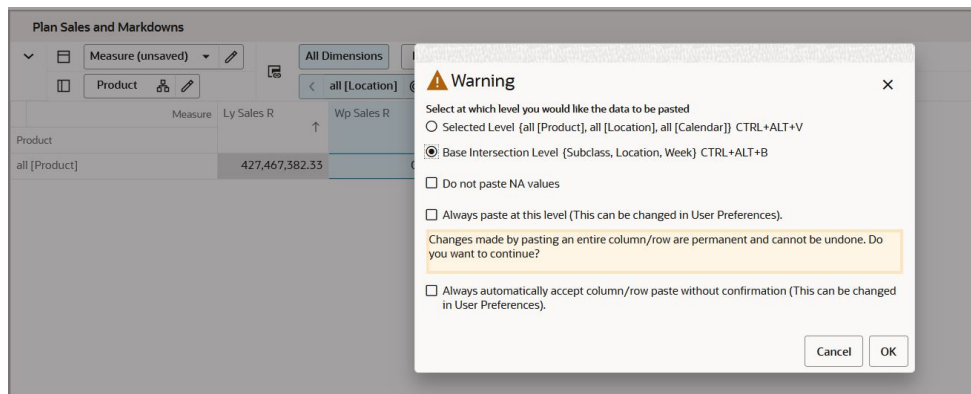 Plan Sales and Markdowns
Measure (unsaved)
All Dimensions
Product
all [Location]
Measure
Ly Sales R
Wp Sales R
Product
all [Product]
427,467,382.33
Warning
Select at which level you would like the data to be pasted
Selected Level {all [Product], all [Location], all [Calendar]} CTRL+ALT+V
Base Intersection Level {Subclass, Location, Week} CTRL+ALT+B
Do not paste NA values
Always paste at this level (This can be changed in User Preferences).
Changes made by pasting an entire column/row are permanent and cannot be undone. Do
you want to continue?
Always automatically accept column/row paste without confirmation (This can be changed
in User Preferences).
Cancel
OK